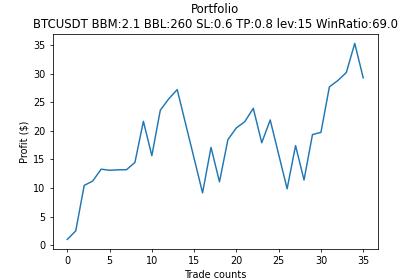 Portfolio
BTCUSDT BBM:2.1 BBL:260 SL:0.6 TP:0.8 lev:15 WinRatio:69.0
35
30
25
20
15
10
5
0
Profit ($)
0 5 10 15 20 25 30 35
Trade counts